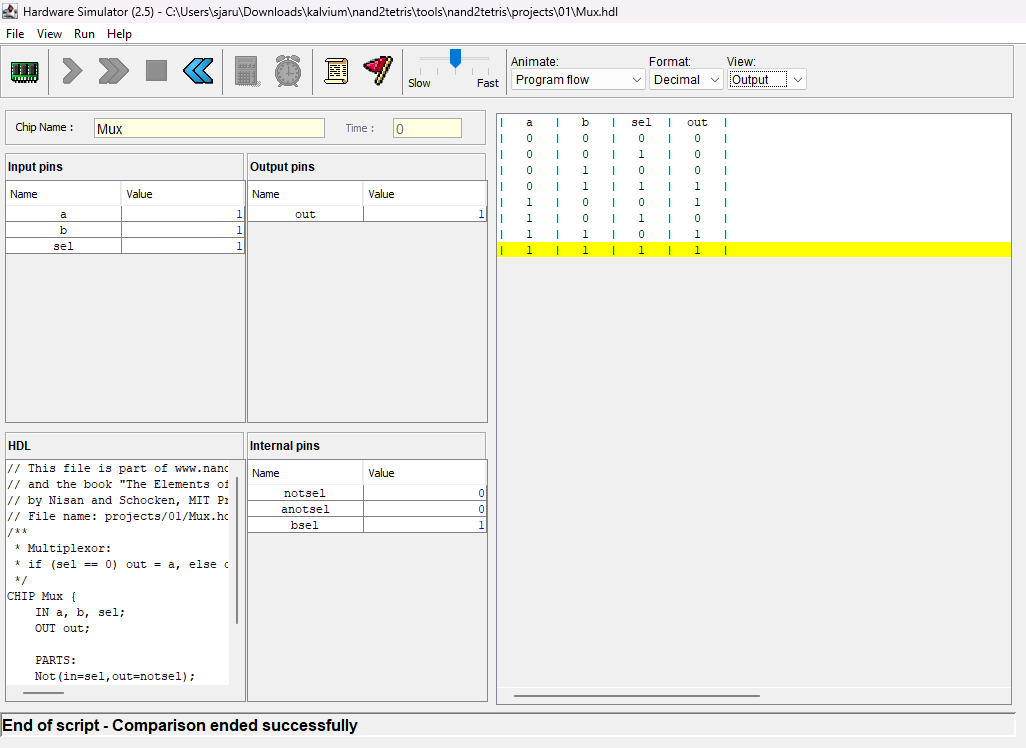 Hardware Simulator (2.5) - C:\Users\sjaru\Downloads\kalvium\nand2tetris\tools\nand2tetris\projects\01\Mux.hdl
File View Run Help
Slow Fast
Animate: Format: View:
Program flow Decimal Output
Chip Name : Mux Time : 0
Input pins
Name Value
a 1
b 1
sel 1
Output pins
Name Value
out 1
HDL
// This file is part of www.nand
// and the book "The Elements of
// by Nisan and Schocken, MIT Pr
// File name: projects/01/Mux.hd
/**
* Multiplexor:
* if (sel == 0) out = a, else o
*/
CHIP Mux {
IN a, b, sel;
OUT out;
PARTS:
Not(in=sel,out=notsel);
Internal pins
Name Value
notsel 0
anotsel 0
bsel 1
| a | b | sel | out |
| 0 | 0 | 0 | 0 |
| 0 | 0 | 1 | 0 |
| 0 | 1 | 0 | 0 |
| 0 | 1 | 1 | 1 |
| 1 | 0 | 0 | 1 |
| 1 | 0 | 1 | 0 |
| 1 | 1 | 0 | 1 |
| 1 | 1 | 1 | 1 |
End of script - Comparison ended successfully